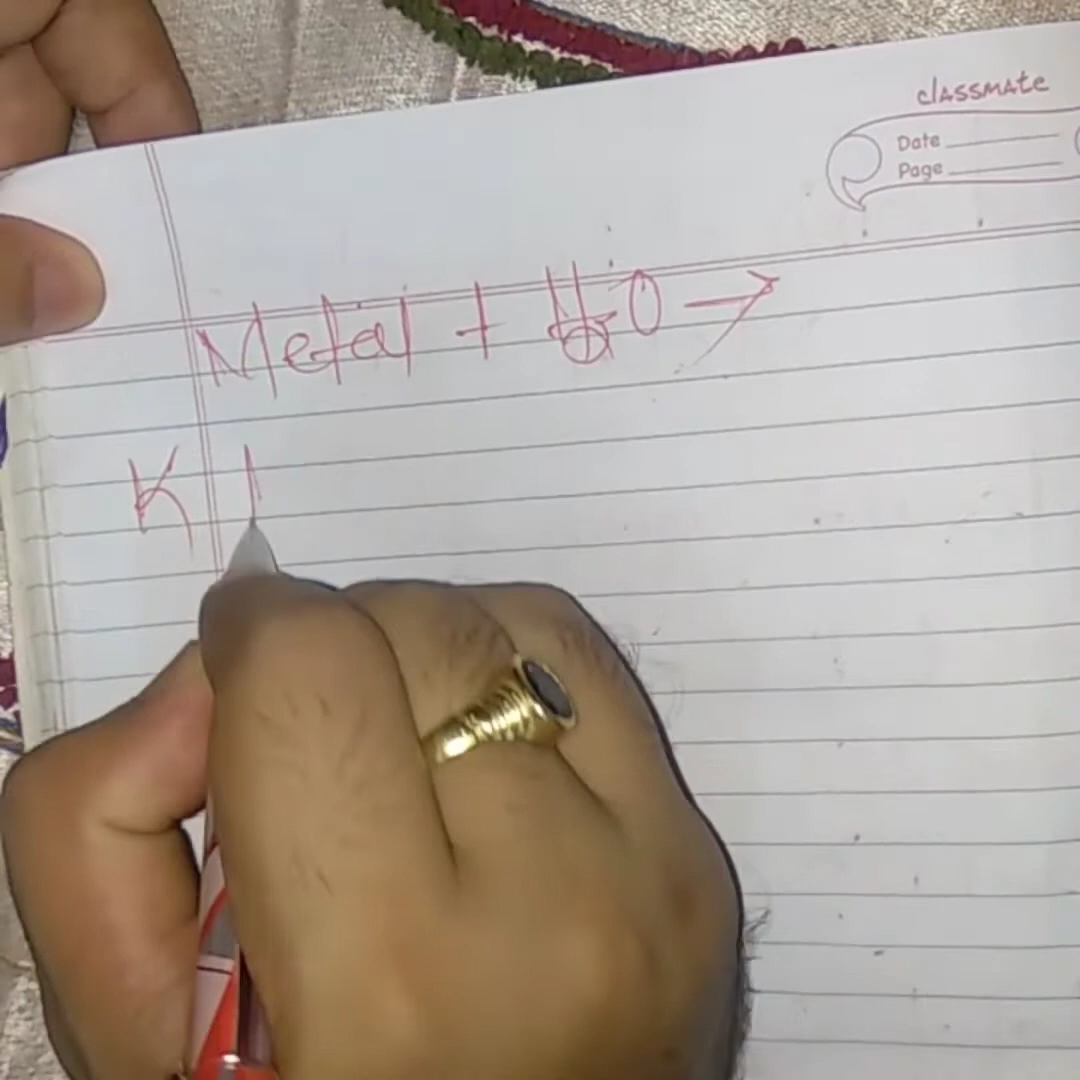 classmate
Date
Page
Metal + H2O →
K